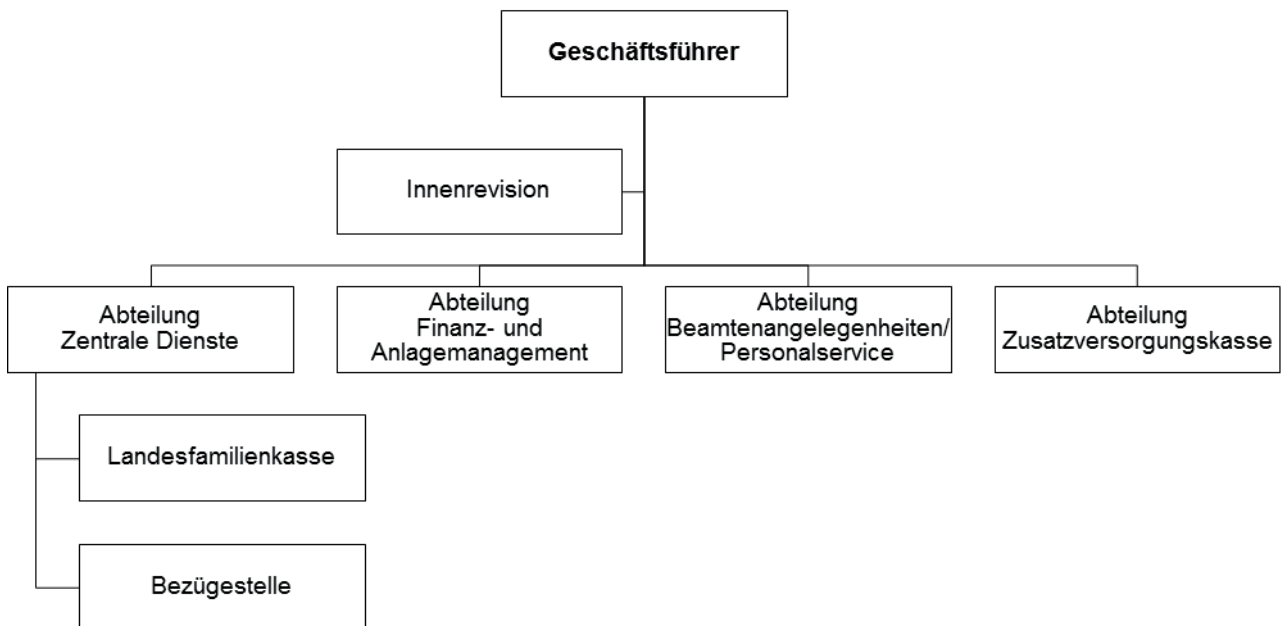 Geschäftsführer
Innenrevision
Abteilung
Zentrale Dienste
Abteilung
Finanz- und
Anlagemanagement
Abteilung
Beamtenangelegenheiten/
Personalservice
Abteilung
Zusatzversorgungskasse
Landesfamilienkasse
Bezügestelle